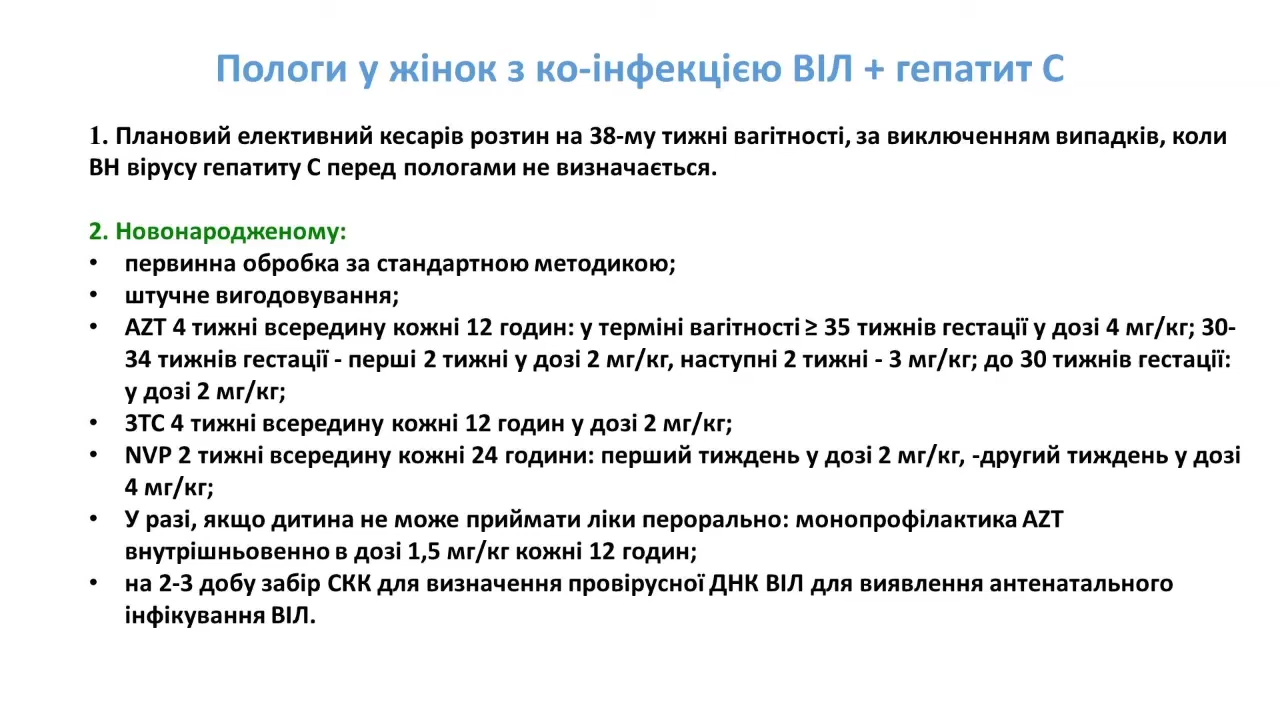 Пологи у жінок з ко-інфекцією ВІЛ + гепатит С
1. Плановий елективний кесарів розтин на 38-му тижні вагітності, за виключенням випадків, коли
ВН вірусу гепатиту С перед пологами не визначається.
2. Новонародженому:
• первинна обробка за стандартною методикою;
• штучне вигодовування;
• AZT 4 тижні всередину кожні 12 годин: у терміні вагітності ≥ 35 тижнів гестації у дозі 4 мг/кг; 30-
34 тижнів гестації - перші 2 тижні у дозі 2 мг/кг, наступні 2 тижні - 3 мг/кг; до 30 тижнів гестації:
у дозі 2 мг/кг;
• 3ТС 4 тижні всередину кожні 12 годин у дозі 2 мг/кг;
• NVP 2 тижні всередину кожні 24 години: перший тиждень у дозі 2 мг/кг, -другий тиждень у дозі
4 мг/кг;
• У разі, якщо дитина не може приймати ліки перорально: монопрофілактика AZT
внутрішньовенно в дозі 1,5 мг/кг кожні 12 годин;
• на 2-3 добу забір СКК для визначення провірусної ДНК ВІЛ для виявлення антенатального
інфікування ВІЛ.